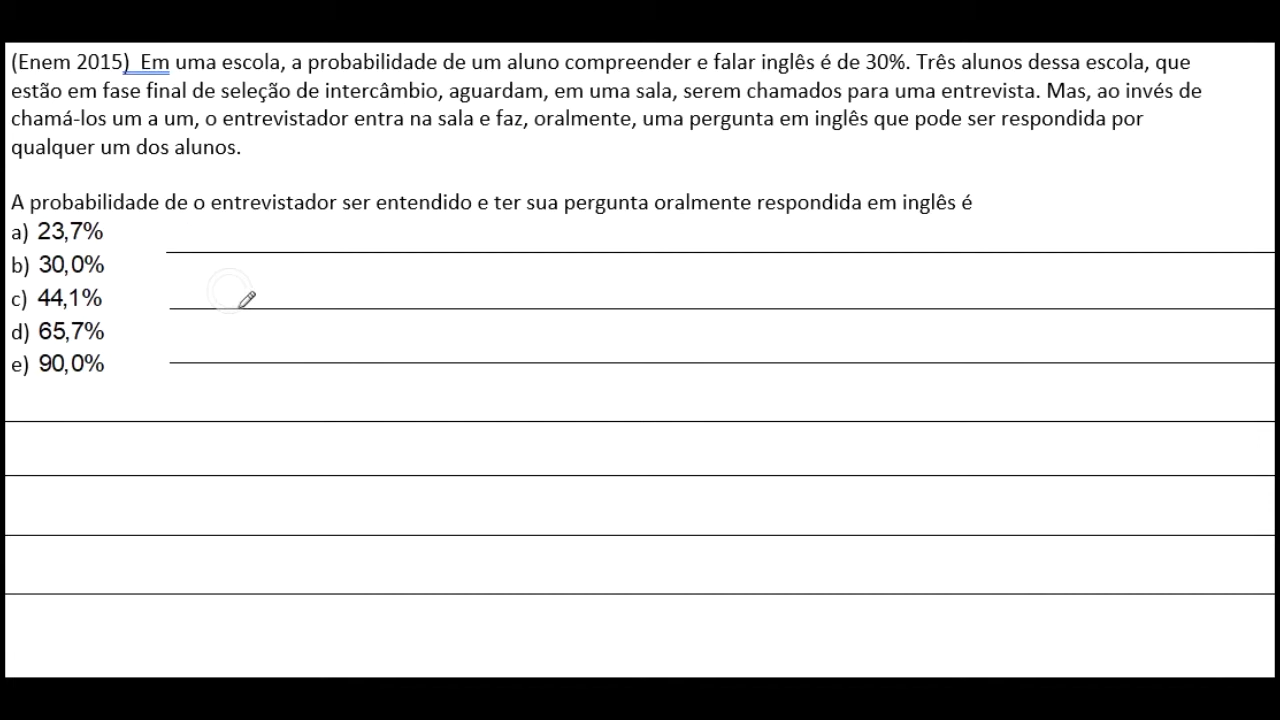 (Enem 2015)  Em uma escola, a probabilidade de um aluno compreender e falar inglês é de 30%. Três alunos dessa escola, que
estão em fase final de seleção de intercâmbio, aguardam, em uma sala, serem chamados para uma entrevista. Mas, ao invés de
chamá-los um a um, o entrevistador entra na sala e faz, oralmente, uma pergunta em inglês que pode ser respondida por
qualquer um dos alunos.
A probabilidade de o entrevistador ser entendido e ter sua pergunta oralmente respondida em inglês é
a) 23,7%
b) 30,0%
c) 44,1%
d) 65,7%
e) 90,0%